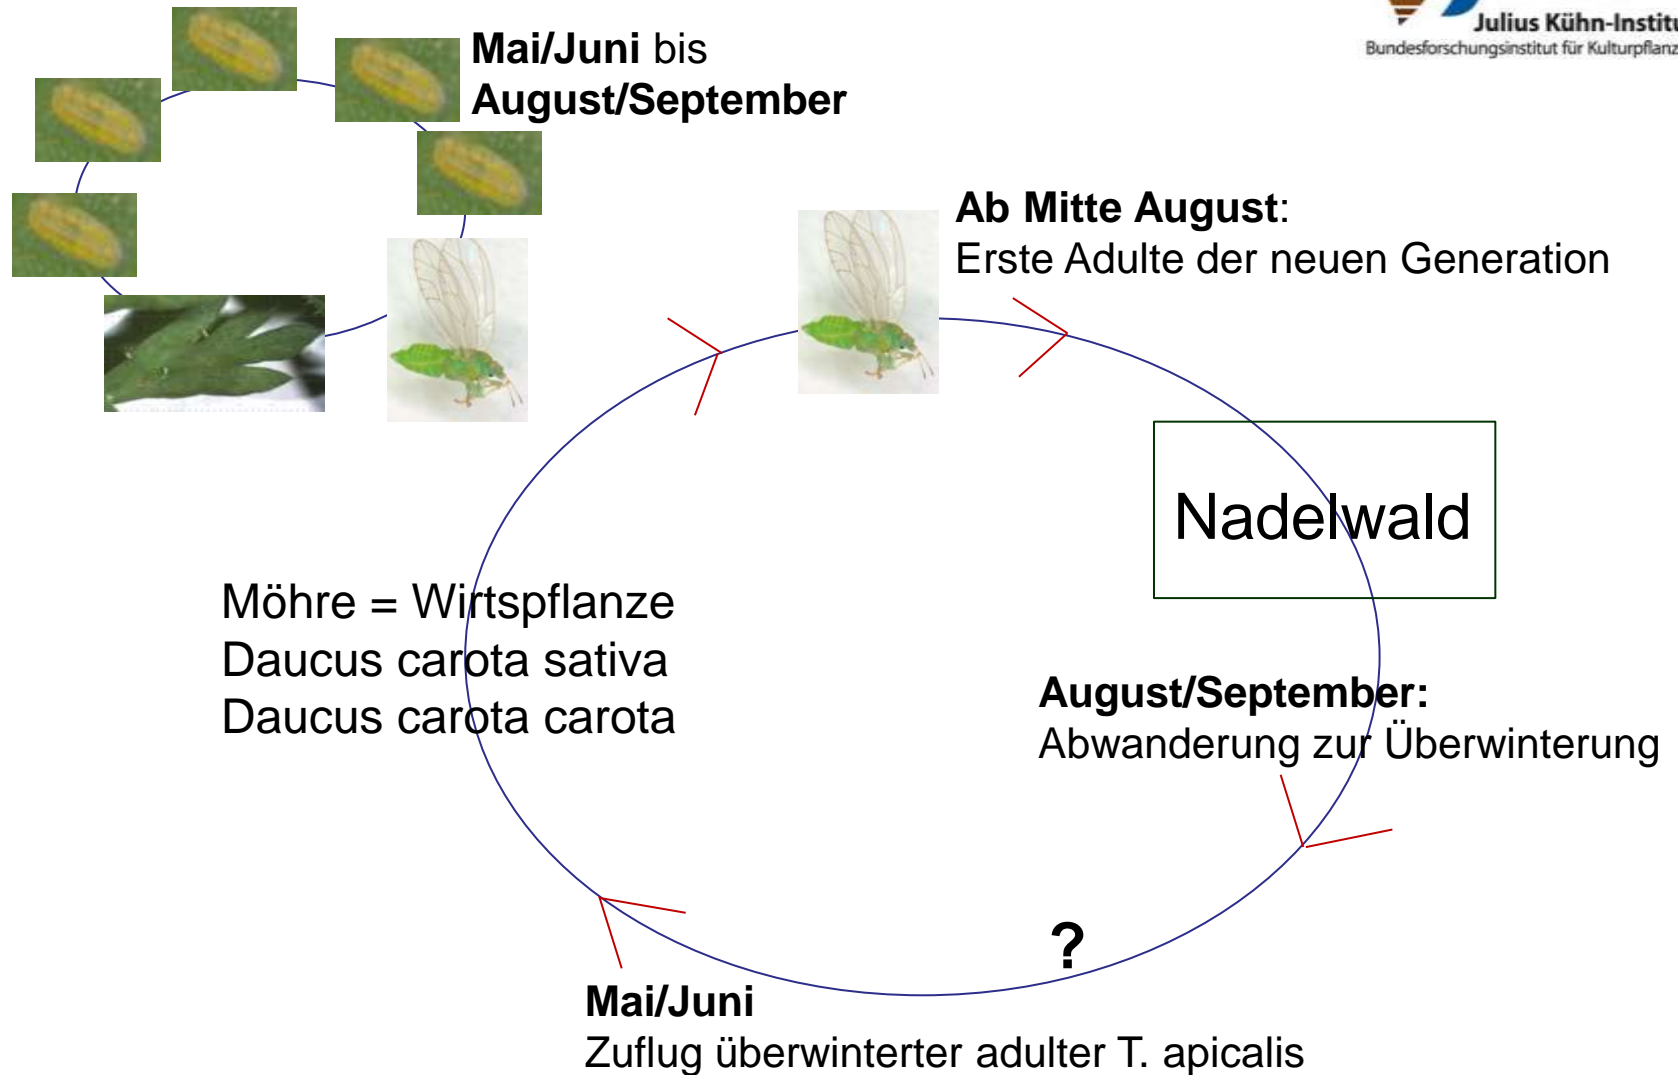 Julius Kühn-Institu
Bundesforschungsinstitut für Kulturpflanz
Mai/Juni bis
August/September
Ab Mitte August:
Erste Adulte der neuen Generation
Nadelwald
Möhre = Wirtspflanze
Daucus carota sativa
Daucus carota carota
August/September:
Abwanderung zur Überwinterung
?
Mai/Juni
Zuflug überwinterter adulter T. apicalis